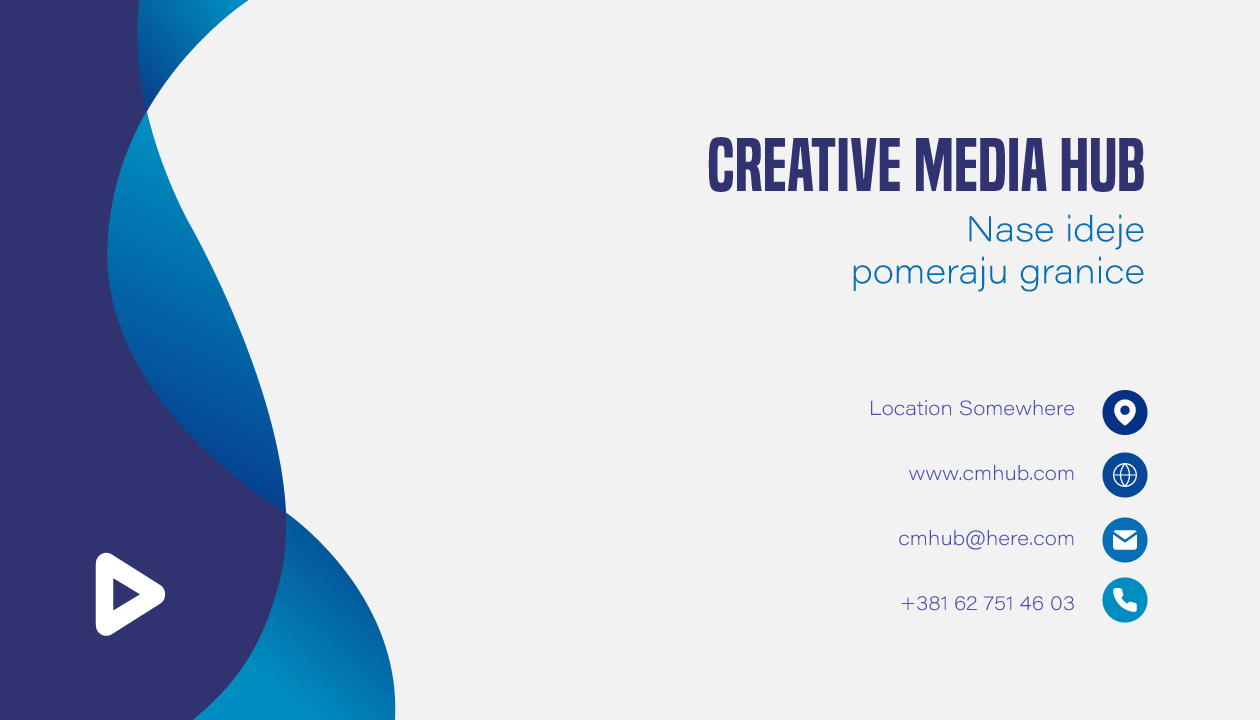 CREATIVE MEDIA HUB
Nase ideje
pomeraju granice
Location Somewhere
www.cmhub.com
cmhub@here.com
+381 62 751 46 03